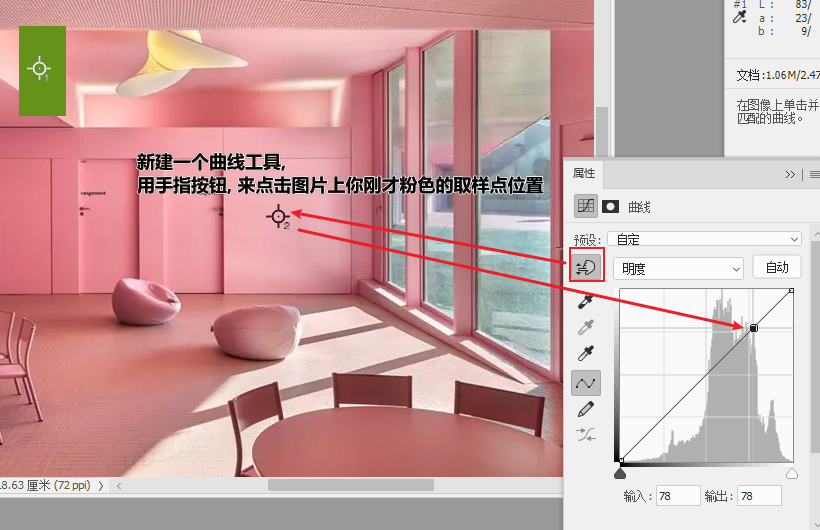 #1 L : 83/
a : 23/
b : 9/
文档:1.06M/2.47
在图像上单击并
匹配的曲线。
1
新建一个曲线工具,
用手指按钮, 来点击图片上你刚才粉色的取样点位置
rangement
2
属性
曲线
预设: 自定
明度
自动
输入: 78 输出: 78
8.63 厘米 (72 ppi)